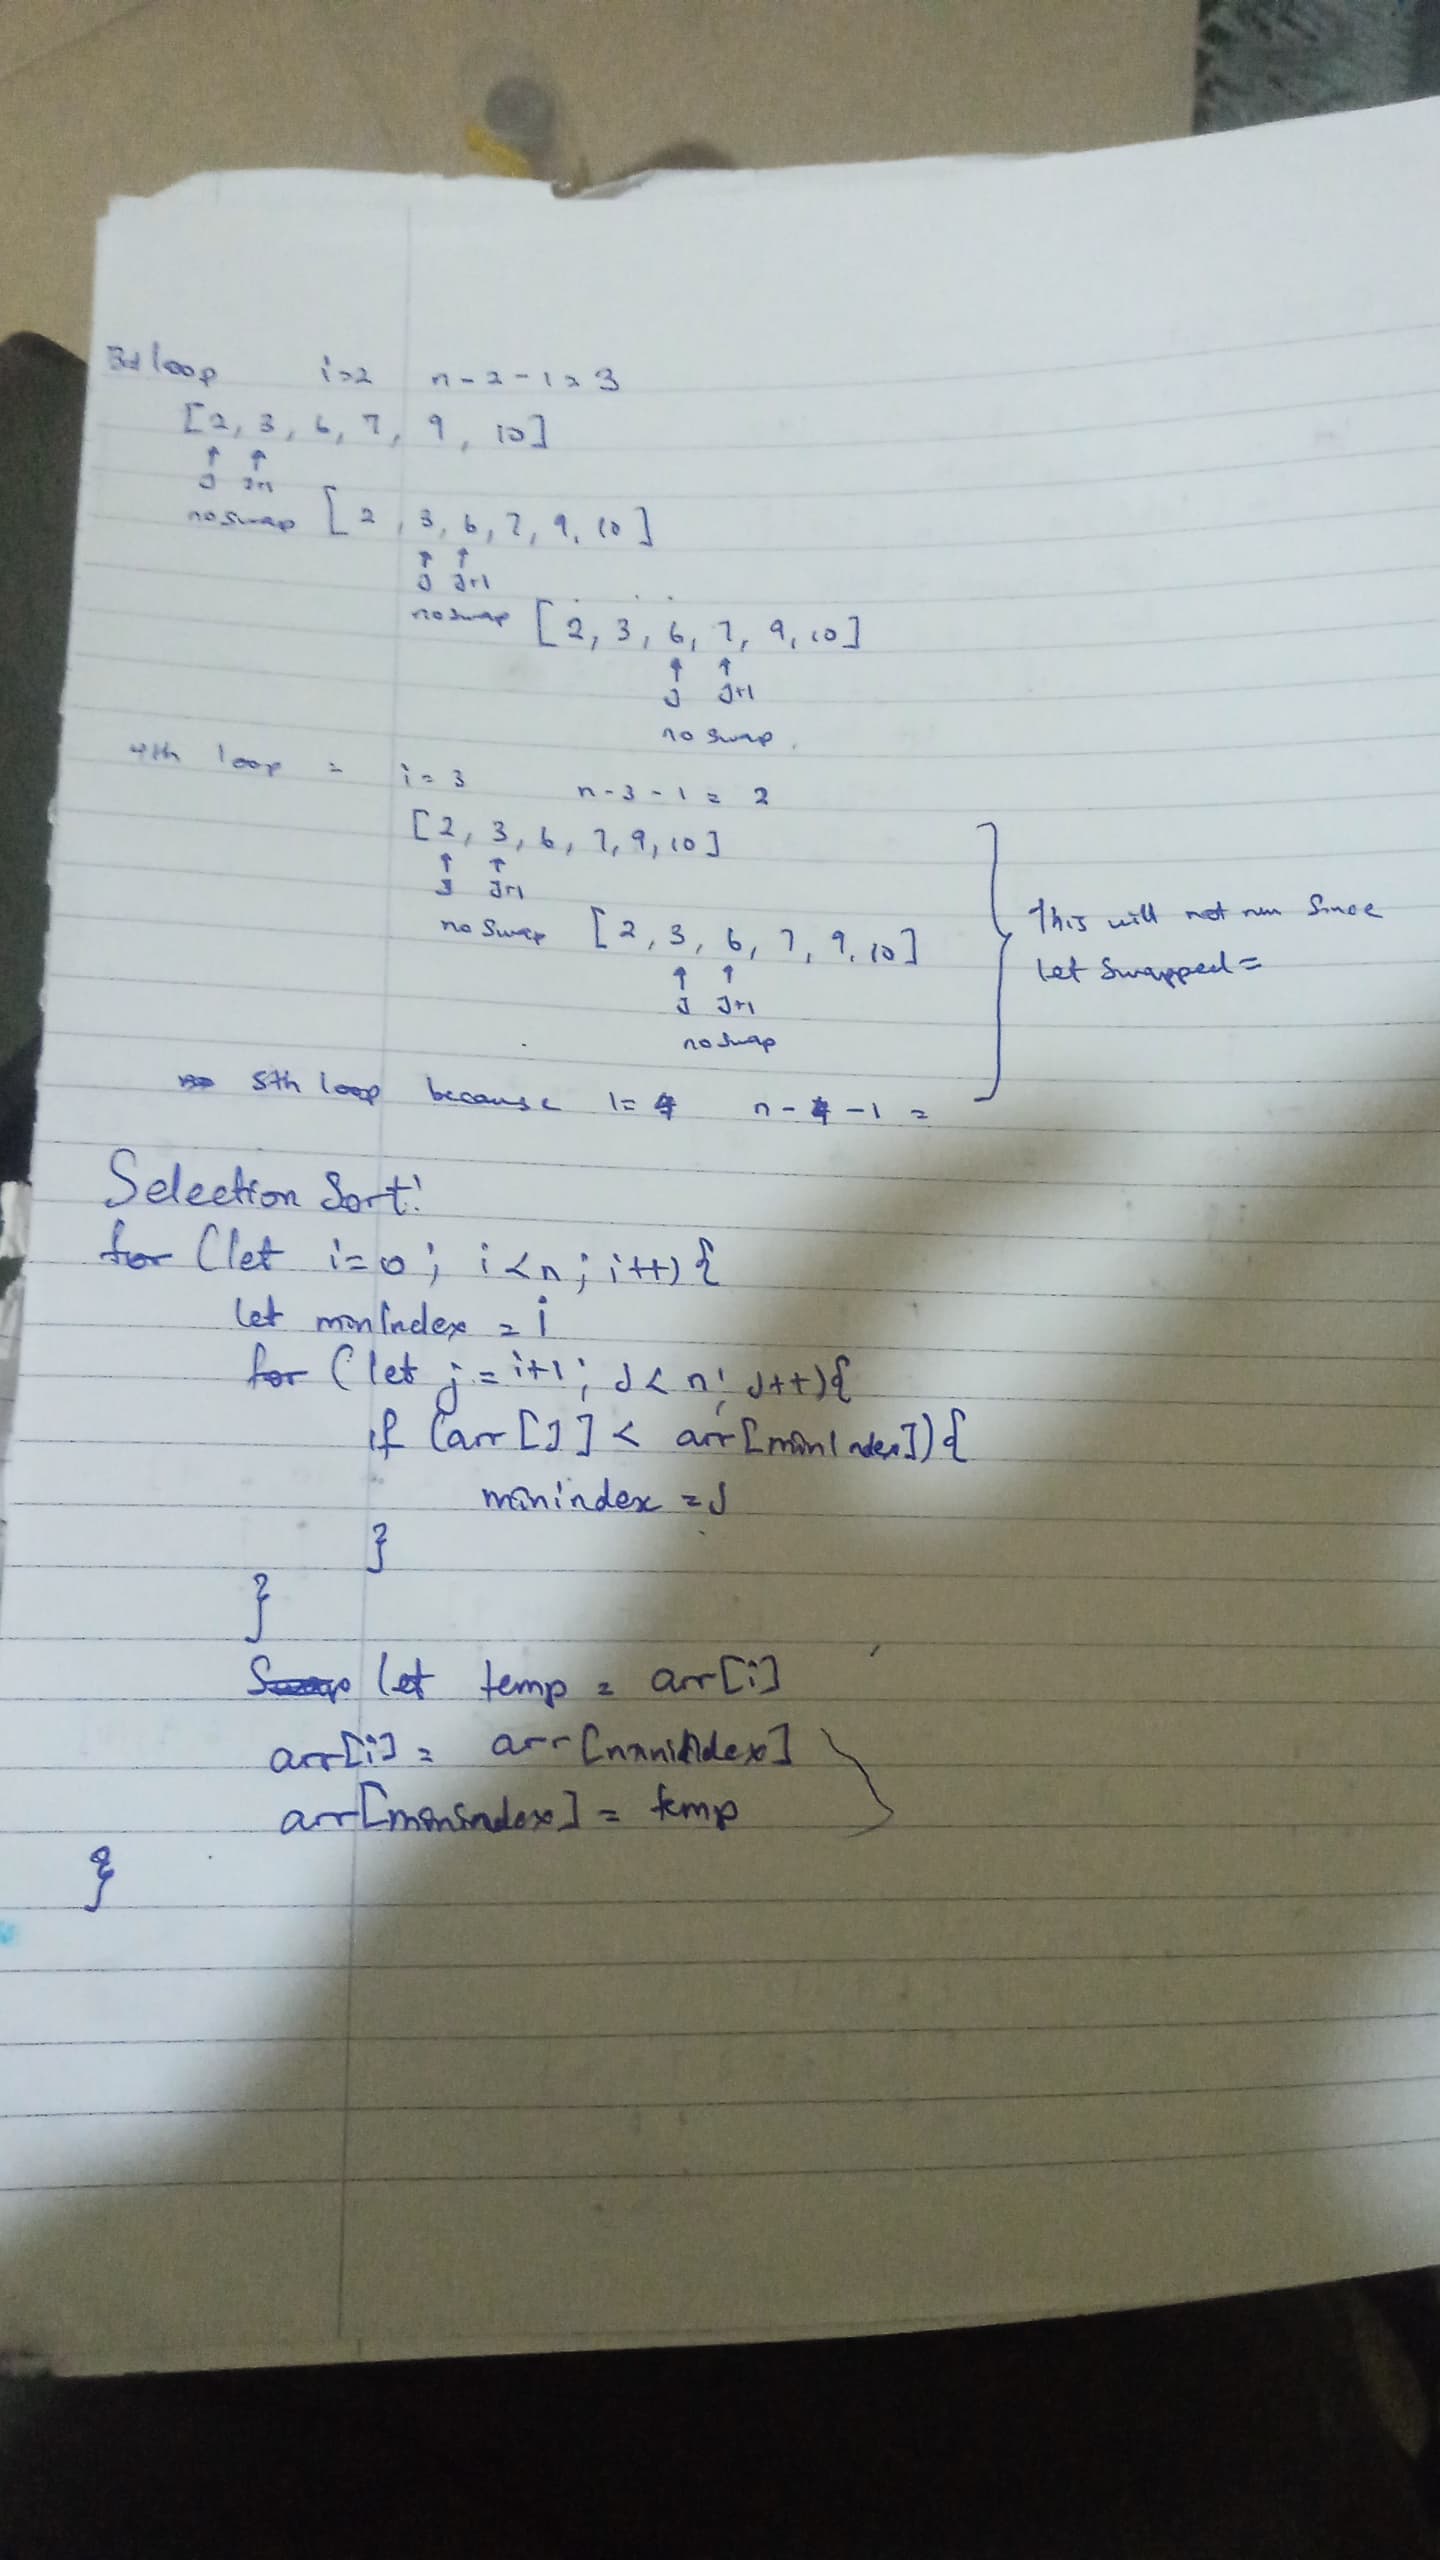 3rd loop i=2 n-2-1=3
[2, 3, 6, 7, 9, 10]
↑ ↑
J J+1
no swap [2, 3, 6, 7, 9, 10]
↑ ↑
J J+1
no swap [2, 3, 6, 7, 9, 10]
↑ ↑
J J+1
no swap
4th loop = i=3 n-3-1=2
[2, 3, 6, 7, 9, 10]
↑ ↑
J J+1
no swap [2, 3, 6, 7, 9, 10]
↑ ↑
J J+1
no swap
This will not run since
let swapped=
5th loop because i=4 n-4-1=
Selection Sort:
for (let i=0; i<n; i++){
let minIndex = i
for (let j=i+1; J<n; J++){
if (arr[J] < arr[minIndex]){
minindex = J
}
}
let temp = arr[i]
arr[i] = arr[minindex]
arr[minindex] = temp
}